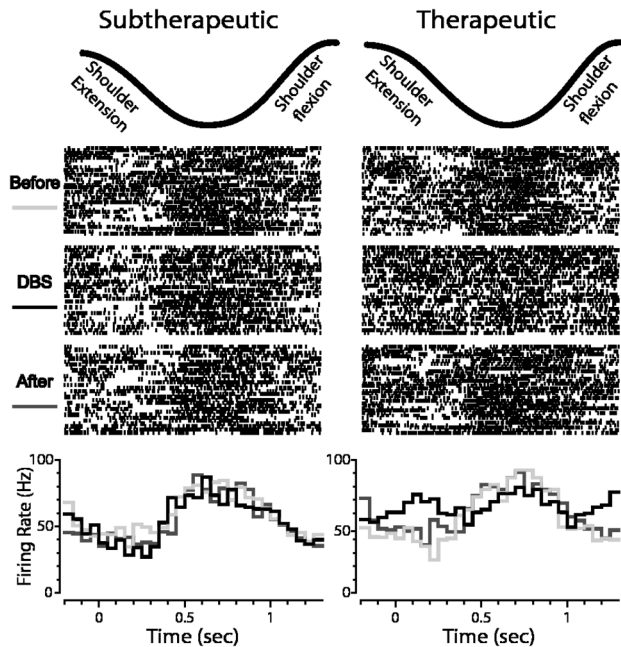 Subtherapeutic
Therapeutic
Shoulder
Extension
Shoulder
flexion
Shoulder
Extension
Shoulder
flexion
Before
DBS
After
Firing Rate (Hz)
100
50
0
100
50
0
0 0.5 1
0 0.5 1
Time (sec)
Time (sec)